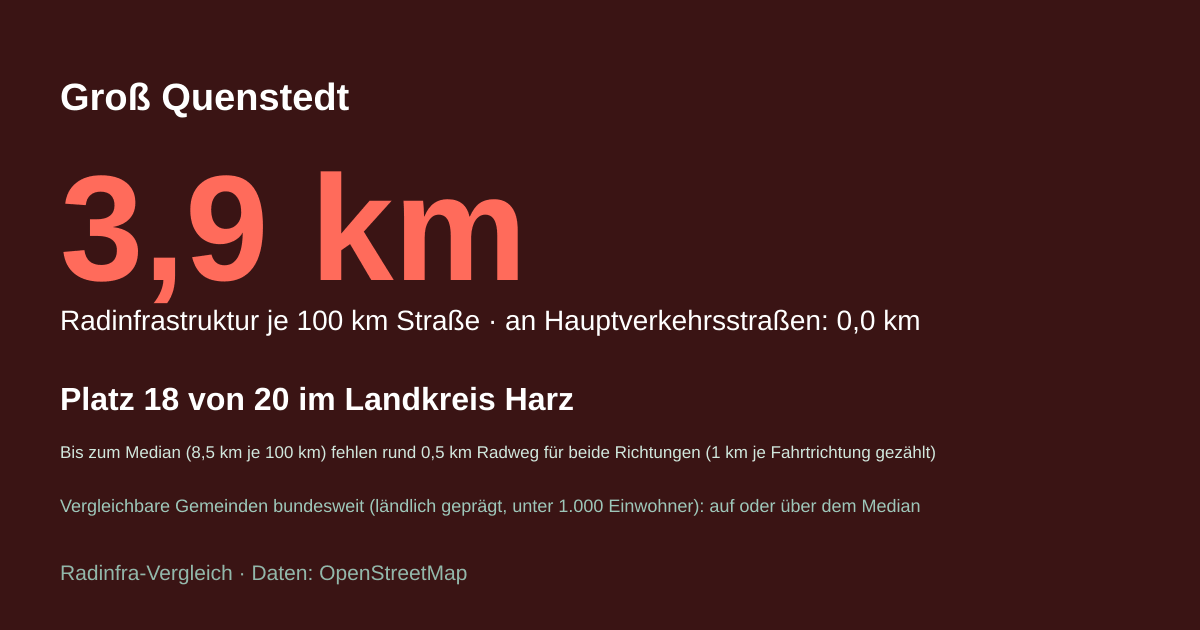 Groß Quenstedt
3,9 km
Radinfrastruktur je 100 km Straße · an Hauptverkehrsstraßen: 0,0 km
Platz 18 von 20 im Landkreis Harz
Bis zum Median (8,5 km je 100 km) fehlen rund 0,5 km Radweg für beide Richtungen (1 km je Fahrtrichtung gezählt)
Vergleichbare Gemeinden bundesweit (ländlich geprägt, unter 1.000 Einwohner): auf oder über dem Median
Radinfra-Vergleich · Daten: OpenStreetMap